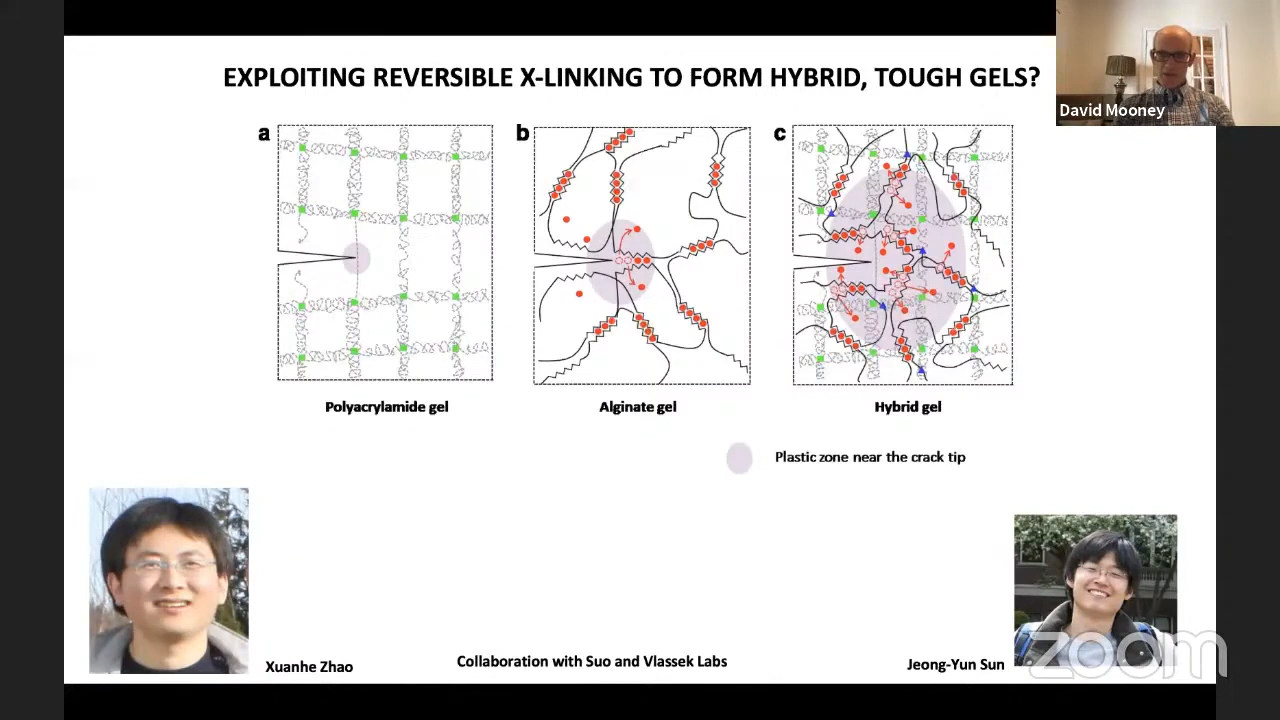 EXPLOITING REVERSIBLE X-LINKING TO FORM HYBRID, TOUGH GELS?
David Mooney
a
b
c
Polyacrylamide gel
Alginate gel
Hybrid gel
Plastic zone near the crack tip
Xuanhe Zhao
Collaboration with Suo and Vlassek Labs
Jeong-Yun Sun
zoom